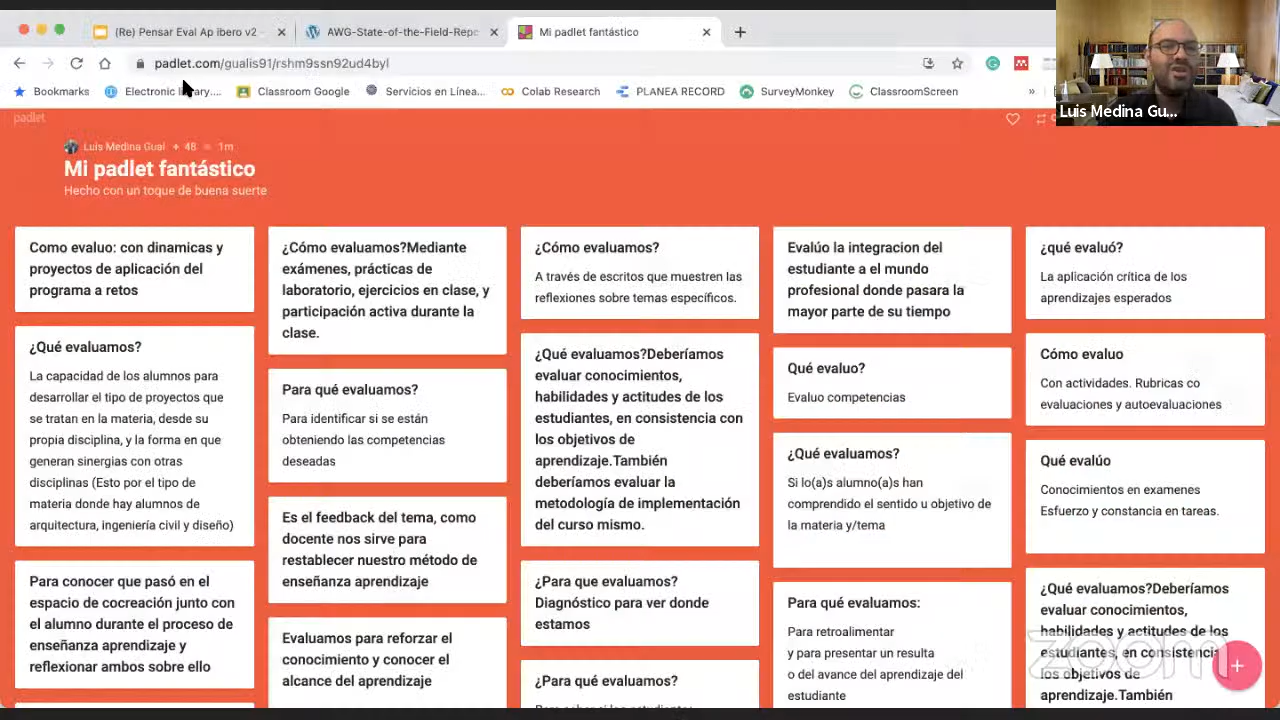 (Re) Pensar Eval Ap ibero v2
AWG-State-of-the-Field-Repo
Mi padlet fantástico
padlet.com/gualis91/rshm9ssn92ud4byl
Bookmarks
Electronic library....
Classroom Google
Servicios en Línea...
Colab Research
PLANEA RECORD
SurveyMonkey
ClassroomScreen
»
Luis Medina Gu...
padlet
Luis Medina Gual + 48 1m
Mi padlet fantástico
Hecho con un toque de buena suerte
Como evaluo: con dinamicas y
proyectos de aplicación del
programa a retos
¿Qué evaluamos?
La capacidad de los alumnos para
desarrollar el tipo de proyectos que
se tratan en la materia, desde su
propia disciplina, y la forma en que
generan sinergias con otras
disciplinas (Esto por el tipo de
materia donde hay alumnos de
arquitectura, ingeniería civil y diseño)
Para conocer que pasó en el
espacio de cocreación junto con
el alumno durante el proceso de
enseñanza aprendizaje y
reflexionar ambos sobre ello
¿Cómo evaluamos?Mediante
exámenes, prácticas de
laboratorio, ejercicios en clase, y
participación activa durante la
clase.
Para qué evaluamos?
Para identificar si se están
obteniendo las competencias
deseadas
Es el feedback del tema, como
docente nos sirve para
restablecer nuestro método de
enseñanza aprendizaje
Evaluamos para reforzar el
conocimiento y conocer el
alcance del aprendizaje
¿Cómo evaluamos?
A través de escritos que muestren las
reflexiones sobre temas específicos.
¿Qué evaluamos?Deberíamos
evaluar conocimientos,
habilidades y actitudes de los
estudiantes, en consistencia con
los objetivos de
aprendizaje.También
deberíamos evaluar la
metodología de implementación
del curso mismo.
¿Para que evaluamos?
Diagnóstico para ver donde
estamos
¿Para qué evaluamos?
Evalúo la integracion del
estudiante a el mundo
profesional donde pasara la
mayor parte de su tiempo
Qué evaluo?
Evaluo competencias
¿Qué evaluamos?
Si lo(a)s alumno(a)s han
comprendido el sentido u objetivo de
la materia y/tema
Para qué evaluamos:
Para retroalimentar
y para presentar un resulta
o del avance del aprendizaje del
estudiante
¿qué evaluó?
La aplicación crítica de los
aprendizajes esperados
Cómo evaluo
Con actividades. Rubricas co
evaluaciones y autoevaluaciones
Qué evalúo
Conocimientos en examenes
Esfuerzo y constancia en tareas.
¿Qué evaluamos?Deberíamos
evaluar conocimientos,
habilidades y actitudes de los
estudiantes, en consistencia
los objetivos de
aprendizaje.También
zoom